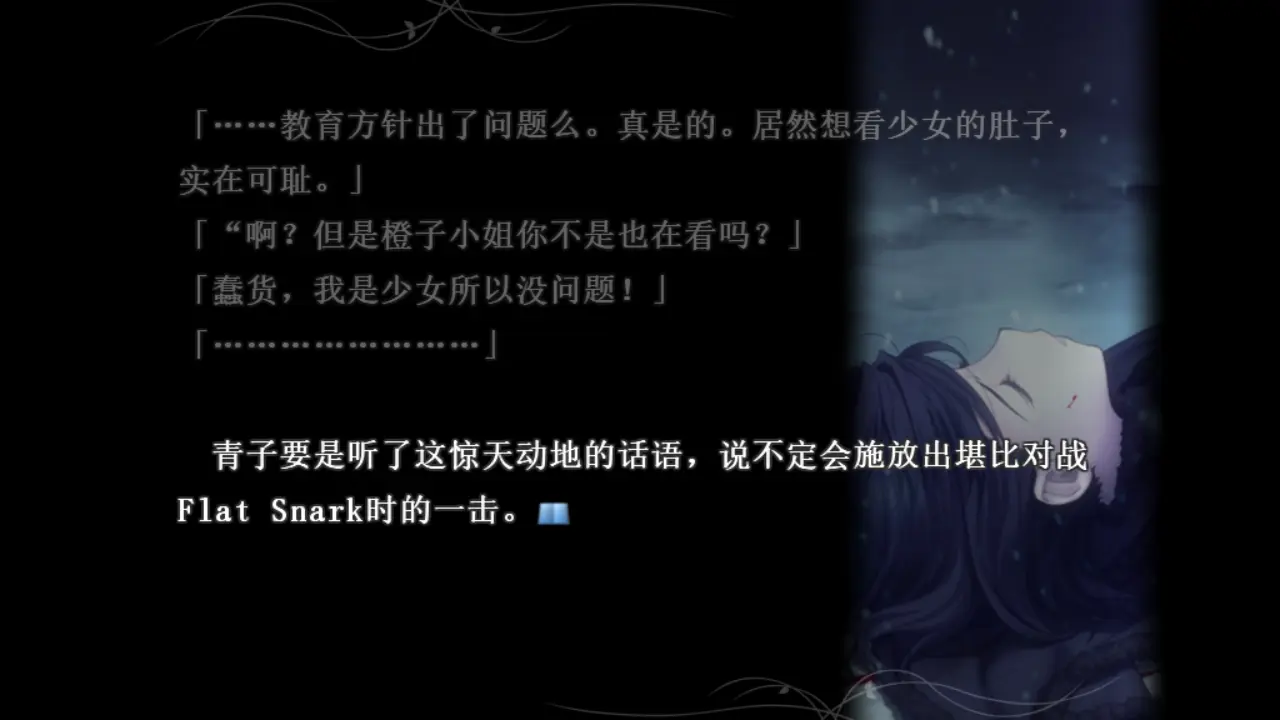 「……教育方针出了问题么。真是的。居然想看少女的肚子，
实在可耻。」
「“啊？但是橙子小姐你不是也在看吗？」
「蠢货，我是少女所以没问题！」
「……………………」
青子要是听了这惊天动地的话语，说不定会施放出堪比对战
Flat Snark时的一击。